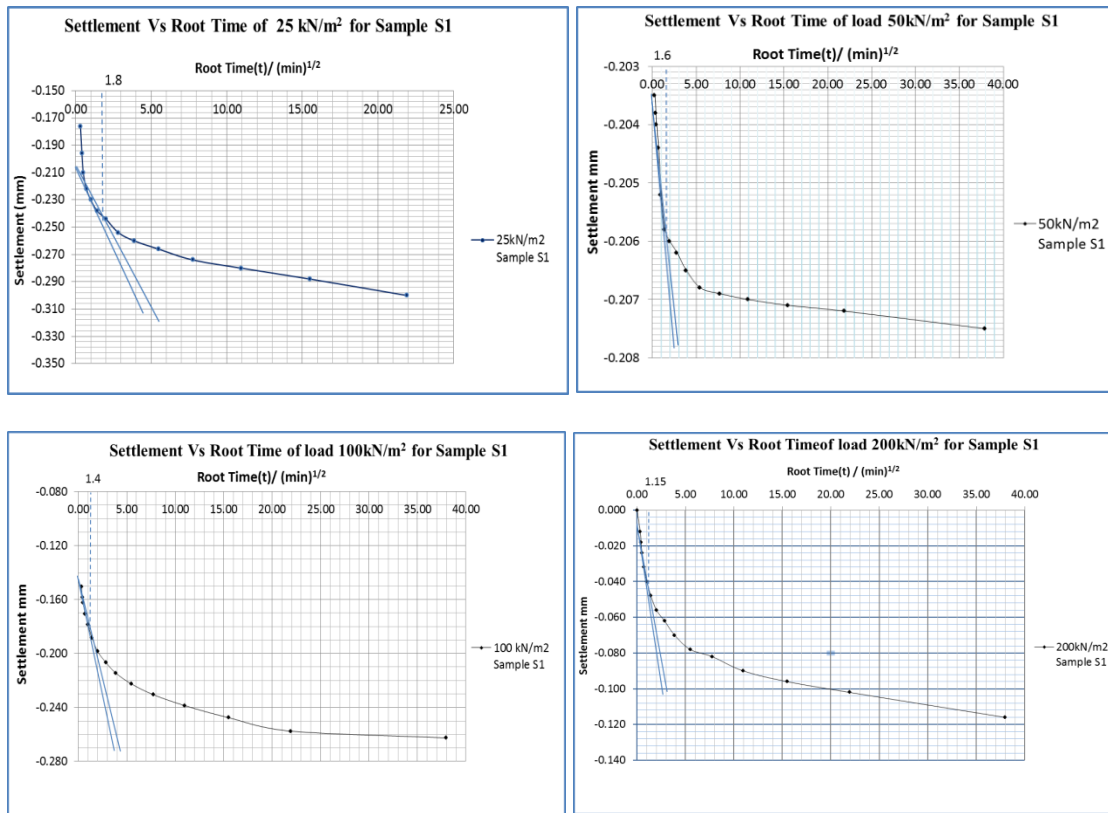 Settlement Vs Root Time of 25 kN/m² for Sample S1
Root Time(t)/ (min)1/2
1.8
-0.150
0.00 5.00 10.00 15.00 20.00 25.00
-0.170
-0.190
-0.210
-0.230
-0.250
-0.270
-0.290
-0.310
-0.330
-0.350
Settlement (mm)
25kN/m2
Sample S1
Settlement Vs Root Time of load 50kN/m² for Sample S1
1.6
Root Time(t)/ (min)1/2
-0.203
0.00 5.00 10.00 15.00 20.00 25.00 30.00 35.00 40.00
-0.204
-0.205
-0.206
-0.207
-0.208
Settlement mm
50kN/m2
Sample S1
Settlement Vs Root Time of load 100kN/m² for Sample S1
1.4
Root Time(t)/ (min)1/2
-0.080
0.00 5.00 10.00 15.00 20.00 25.00 30.00 35.00 40.00
-0.120
-0.160
-0.200
-0.240
-0.280
Settlement mm
100 kN/m2
Sample S1
Settlement Vs Root Timeof load 200kN/m² for Sample S1
Root Time(t) / (min)1/2
1.15
0.00 5.00 10.00 15.00 20.00 25.00 30.00 35.00 40.00
0.000
-0.020
-0.040
-0.060
-0.080
-0.100
-0.120
-0.140
Settlement mm
200kN/m2
Sample S1